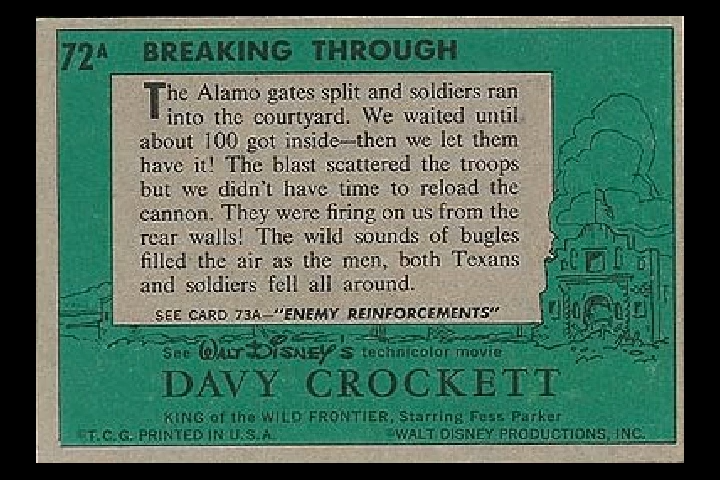 72A BREAKING THROUGH
The Alamo gates split and soldiers ran
into the courtyard. We waited until
about 100 got inside—then we let them
have it! The blast scattered the troops
but we didn't have time to reload the
cannon. They were firing on us from the
rear walls! The wild sounds of bugles
filled the air as the men, both Texans
and soldiers fell all around.
SEE CARD 73A—"ENEMY REINFORCEMENTS"
See WALT DISNEY'S technicolor movie
DAVY CROCKETT
KING of the WILD FRONTIER, Starring Fess Parker
©T.C.G. PRINTED IN U.S.A. ©WALT DISNEY PRODUCTIONS, INC.